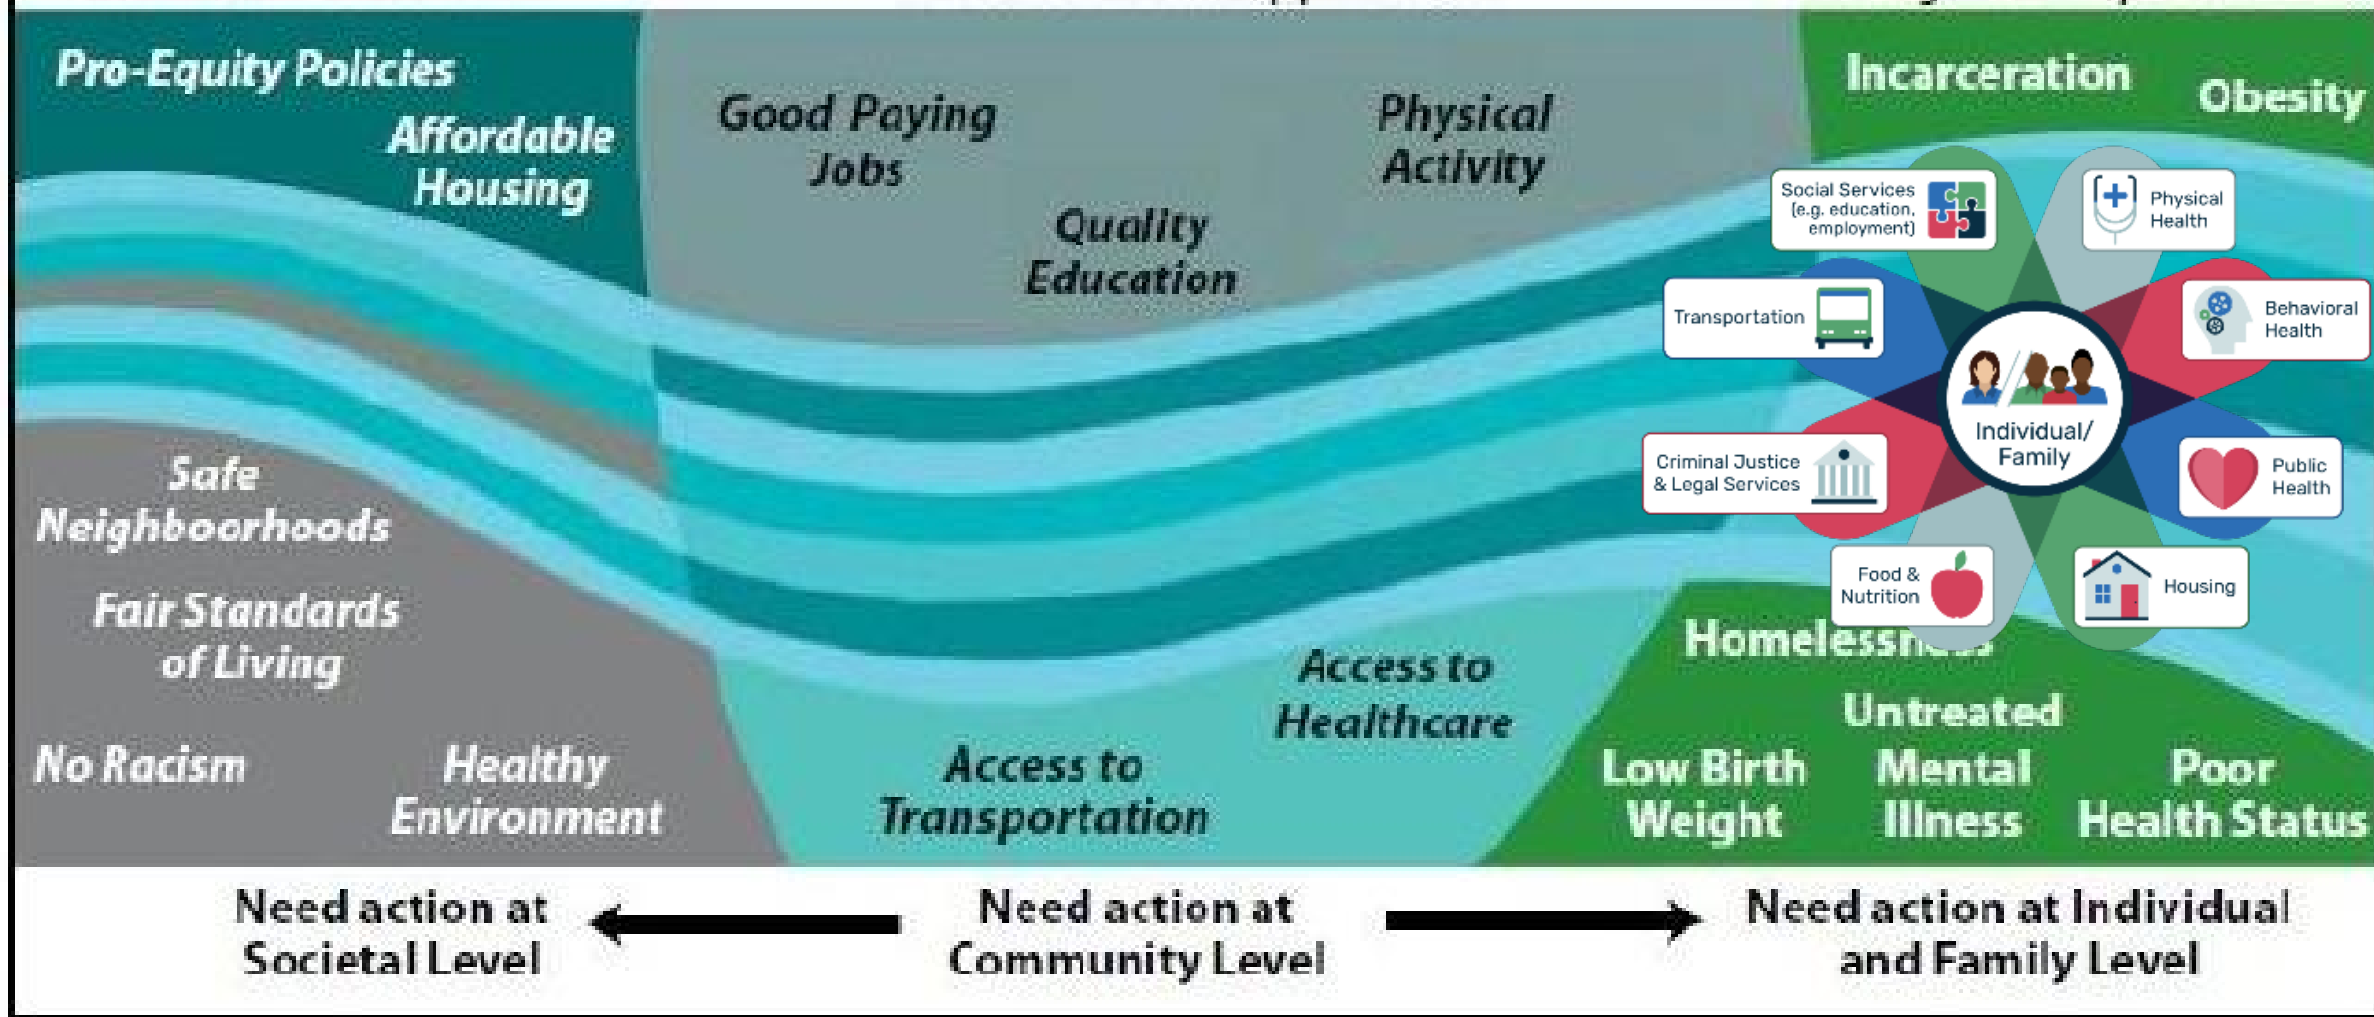 Pro-Equity Policies
Affordable
Housing
Safe
Neighboorhoods
Fair Standards
of Living
No Racism
Healthy
Environment
Good Paying
Jobs
Quality
Education
Physical
Activity
Access to
Healthcare
Access to
Transportation
Incarceration
Obesity
Social Services
(e.g. education,
employment)
Physical
Health
Transportation
Behavioral
Health
Individual/
Family
Criminal Justice
& Legal Services
Public
Health
Food &
Nutrition
Housing
Untreated
Low Birth
Weight
Mental
Illness
Poor
Health Status
Need action at
Societal Level
Need action at
Community Level
Need action at Individual
and Family Level